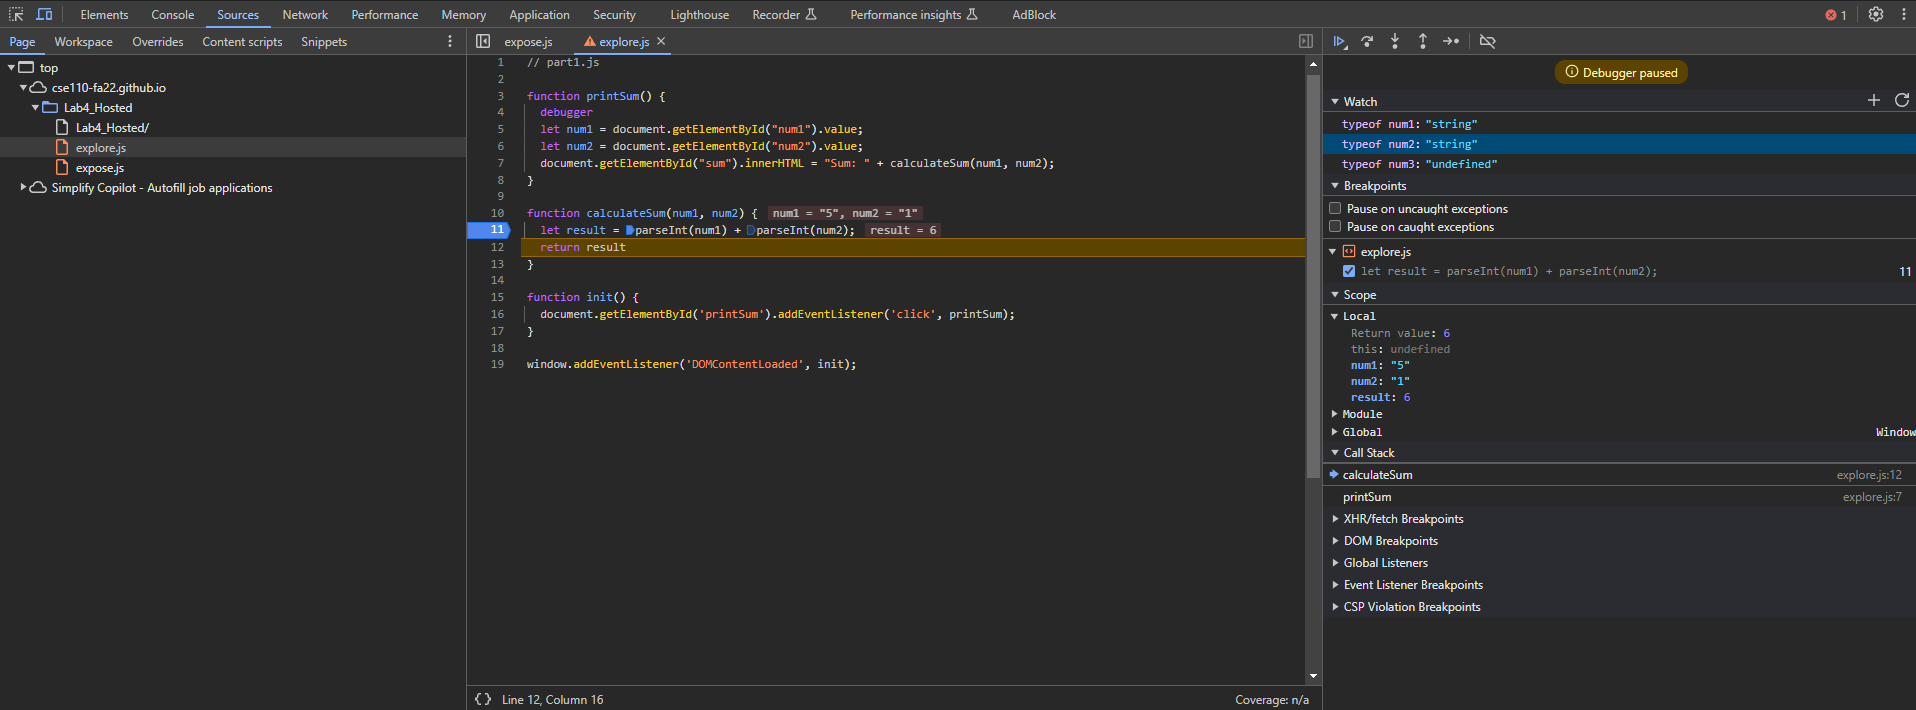 Elements Console Sources Network Performance Memory Application Security Lighthouse Recorder Performance insights AdBlock 1
Page Workspace Overrides Content scripts Snippets
top
cse110-fa22.github.io
Lab4_Hosted
Lab4_Hosted/
explore.js
expose.js
Simplify Copilot - Autofill job applications
expose.js explore.js
1 // part1.js
2
3 function printSum() {
4 debugger
5 let num1 = document.getElementById("num1").value;
6 let num2 = document.getElementById("num2").value;
7 document.getElementById("sum").innerHTML = "Sum: " + calculateSum(num1, num2);
8 }
9
10 function calculateSum(num1, num2) { num1 = "5", num2 = "1"
11 let result = parseInt(num1) + parseInt(num2); result = 6
12 return result
13 }
14
15 function init() {
16 document.getElementById('printSum').addEventListener('click', printSum);
17 }
18
19 window.addEventListener('DOMContentLoaded', init);
{} Line 12, Column 16 Coverage: n/a
Debugger paused
Watch
typeof num1: "string"
typeof num2: "string"
typeof num3: "undefined"
Breakpoints
Pause on uncaught exceptions
Pause on caught exceptions
explore.js
let result = parseInt(num1) + parseInt(num2); 11
Scope
Local
Return value: 6
this: undefined
num1: "5"
num2: "1"
result: 6
Module
Global Window
Call Stack
calculateSum explore.js:12
printSum explore.js:7
XHR/fetch Breakpoints
DOM Breakpoints
Global Listeners
Event Listener Breakpoints
CSP Violation Breakpoints